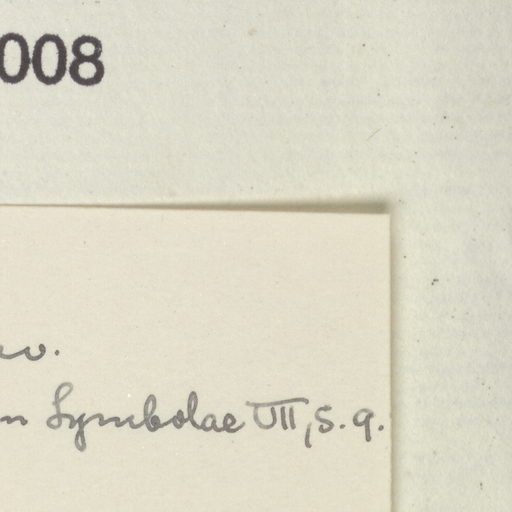 008
Symbolae VII, S. 9.